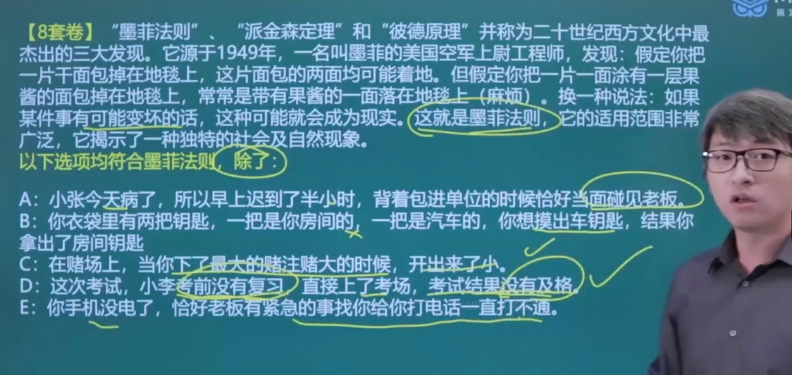 【8套卷】“墨菲法则”、“派金森定理”和“彼德原理”并称为二十世纪西方文化中最
杰出的三大发现。它源于1949年，一名叫墨菲的美国空军上尉工程师，发现：假定你把
一片干面包掉在地毯上，这片面包的两面均可能着地。但假定你把一片一面涂有一层果
酱的面包掉在地毯上，常常是带有果酱的一面落在地毯上（麻烦）。换一种说法：如果
某件事有可能变坏的话，这种可能就会成为现实。这就是墨菲法则，它的适用范围非常
广泛，它揭示了一种独特的社会及自然现象。
以下选项均符合墨菲法则，除了：
A：小张今天病了，所以早上迟到了半小时，背着包进单位的时候恰好当面碰见老板。
B：你衣袋里有两把钥匙，一把是你房间的，一把是汽车的，你想摸出车钥匙，结果你
拿出了房间钥匙
C：在赌场上，当你下了最大的赌注赌大的时候，开出来了小。
D：这次考试，小李考前没有复习，直接上了考场，考试结果没有及格。
E：你手机没电了，恰好老板有紧急的事找你给你打电话一直打不通。